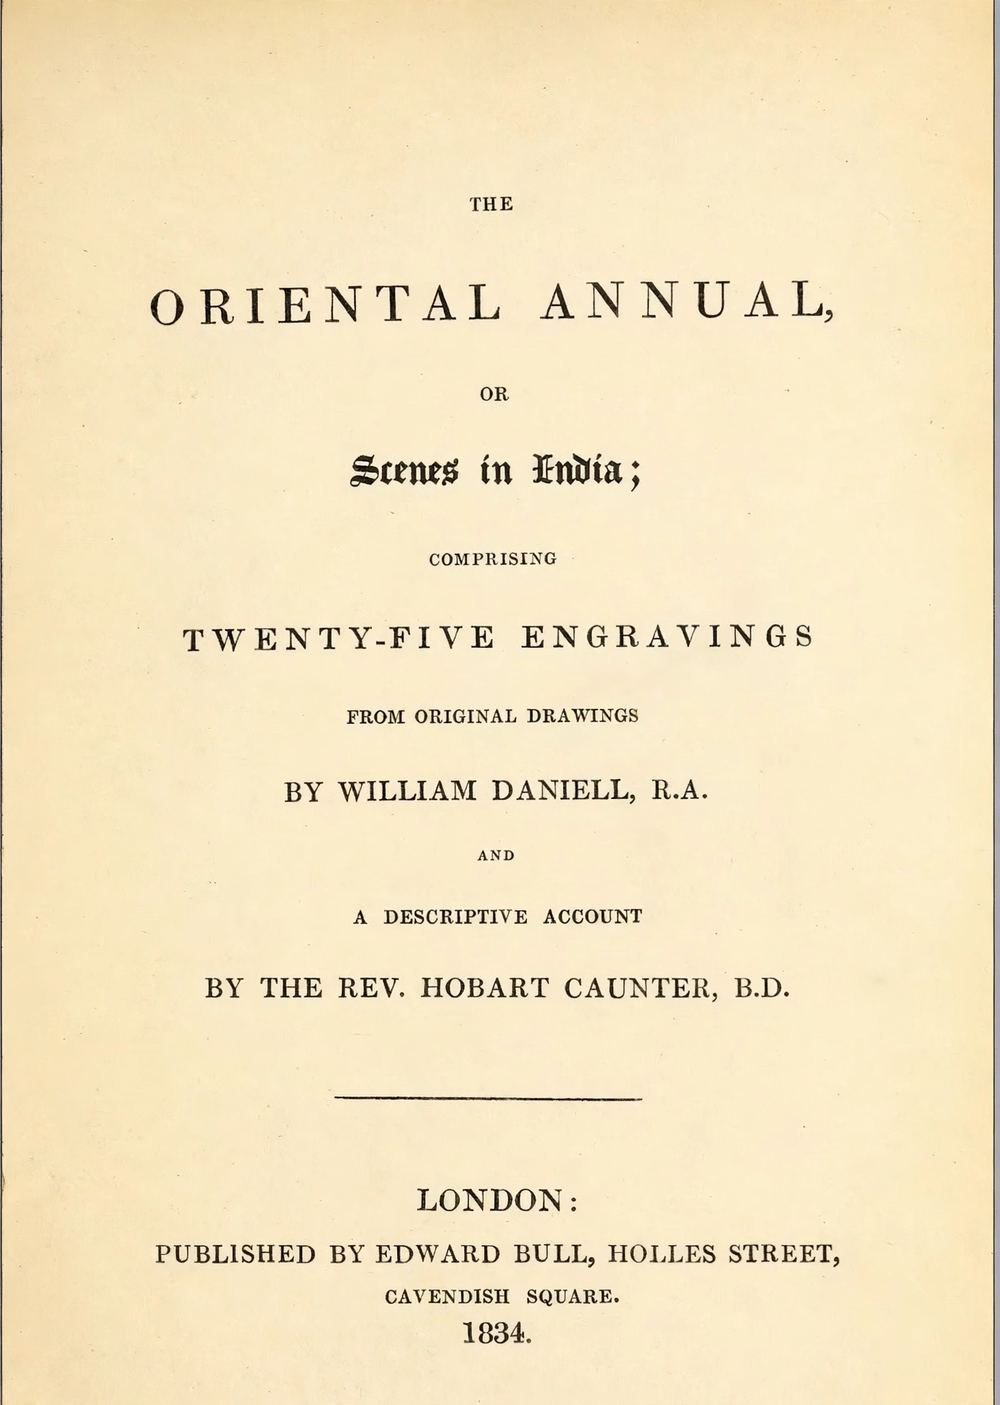 THE
ORIENTAL ANNUAL,
OR
Scenes in India;
COMPRISING
TWENTY-FIVE ENGRAVINGS
FROM ORIGINAL DRAWINGS
BY WILLIAM DANIELL, R.A.
AND
A DESCRIPTIVE ACCOUNT
BY THE REV. HOBART CAUNTER, B.D.
LONDON:
PUBLISHED BY EDWARD BULL, HOLLES STREET,
CAVENDISH SQUARE.
1834.